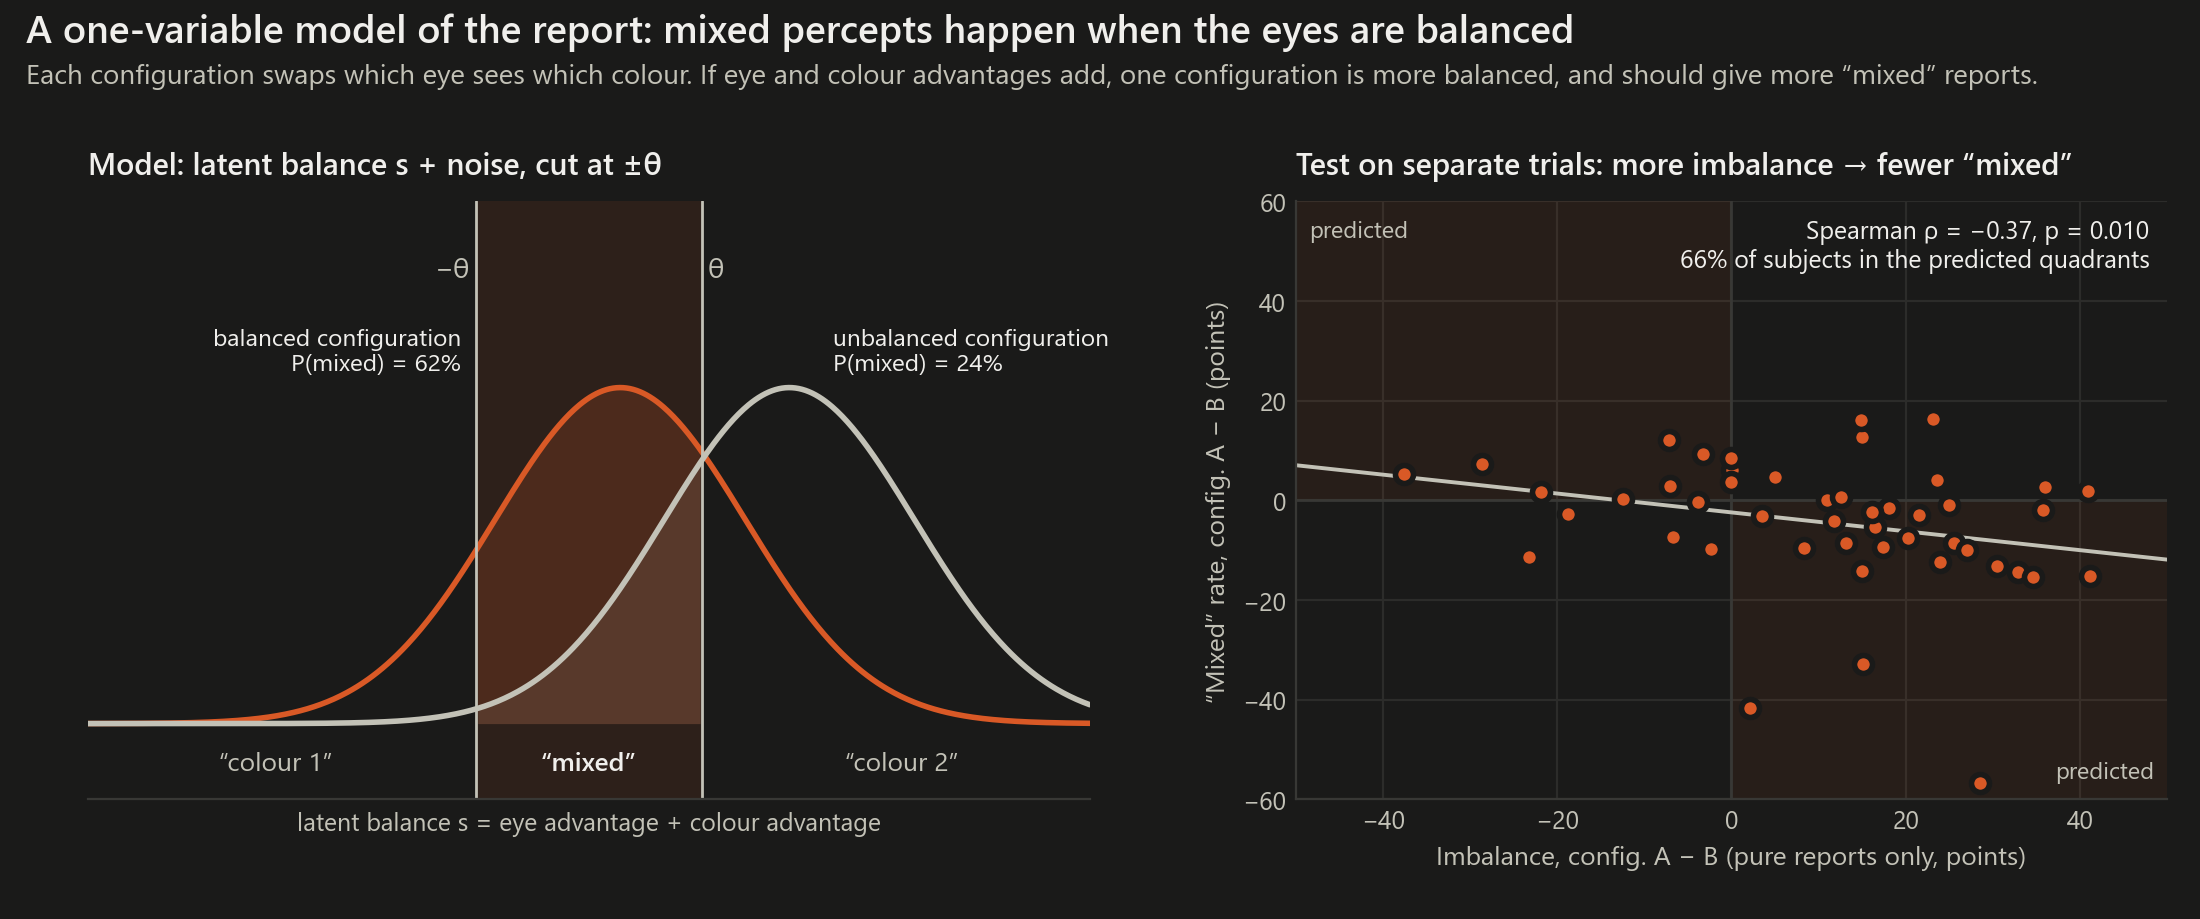 A one-variable model of the report: mixed percepts happen when the eyes are balanced
Each configuration swaps which eye sees which colour. If eye and colour advantages add, one configuration is more balanced, and should give more “mixed” reports.
Model: latent balance s + noise, cut at ±θ
−θ
θ
balanced configuration
P(mixed) = 62%
unbalanced configuration
P(mixed) = 24%
“colour 1”
“mixed”
“colour 2”
latent balance s = eye advantage + colour advantage
Test on separate trials: more imbalance → fewer “mixed”
predicted
Spearman ρ = −0.37, p = 0.010
66% of subjects in the predicted quadrants
“Mixed” rate, config. A − B (points)
60
40
20
0
−20
−40
−60
predicted
−40
−20
0
20
40
Imbalance, config. A − B (pure reports only, points)